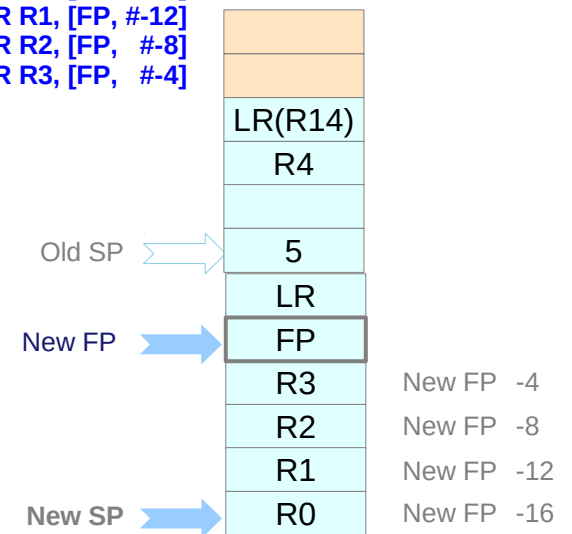 R R1, [FP, #-12]
R R2, [FP, #-8]
R R3, [FP, #-4]
LR(R14)
R4
Old SP 5
LR
New FP FP
R3 New FP -4
R2 New FP -8
R1 New FP -12
New SP R0 New FP -16